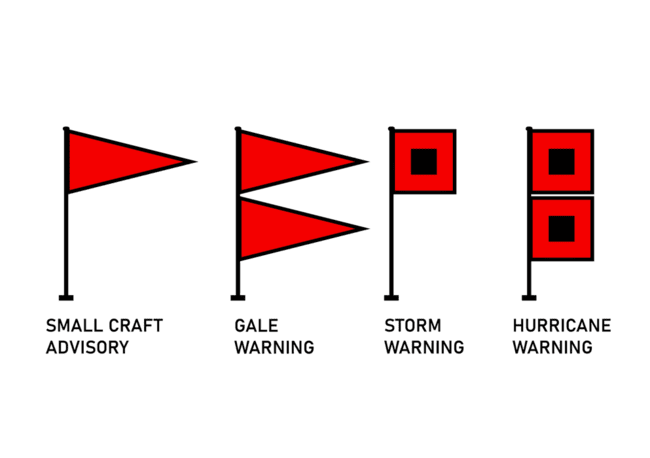 SMALL CRAFT
ADVISORY
GALE
WARNING
STORM
WARNING
HURRICANE
WARNING